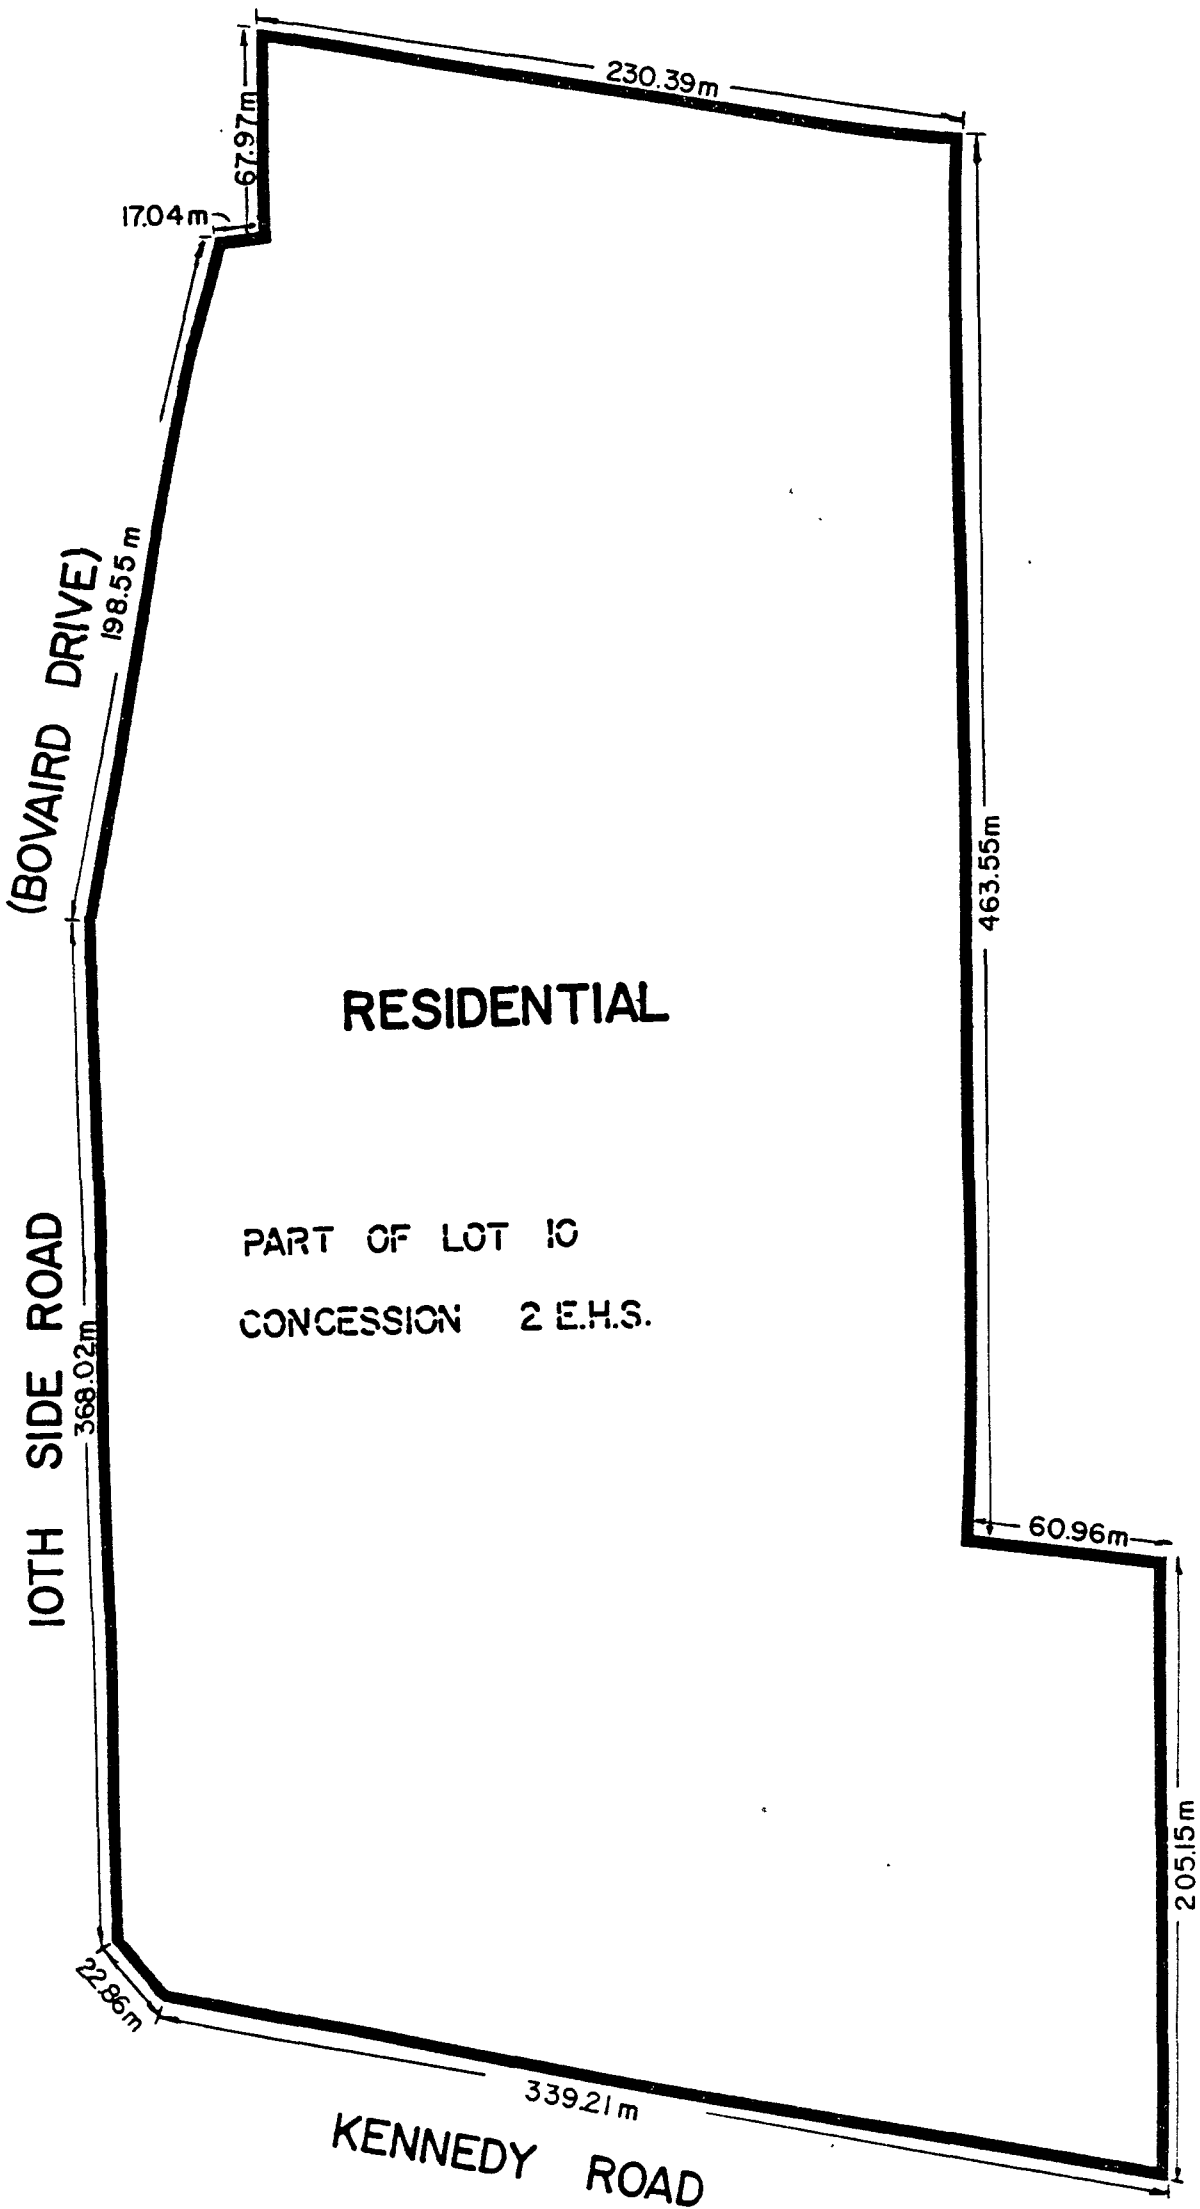 230.39m
67.97m
17.04m
198.55m
(BOVAIRD DRIVE)
463.55m
RESIDENTIAL
PART OF LOT 10
CONCESSION 2 E.H.S.
10TH SIDE ROAD
368.02m
60.96m
205.15m
22.86m
339.21m
KENNEDY ROAD